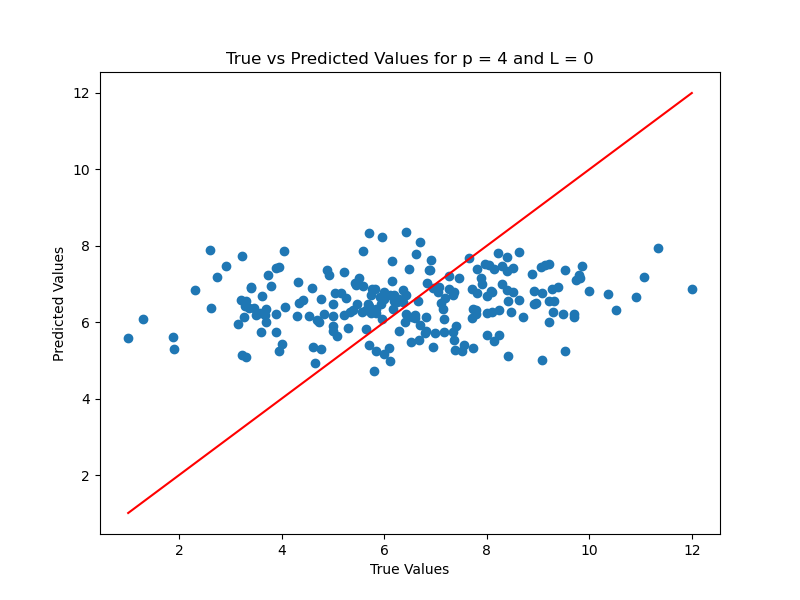 True vs Predicted Values for p = 4 and L = 0
Predicted Values
12
10
8
6
4
2
2 4 6 8 10 12
True Values